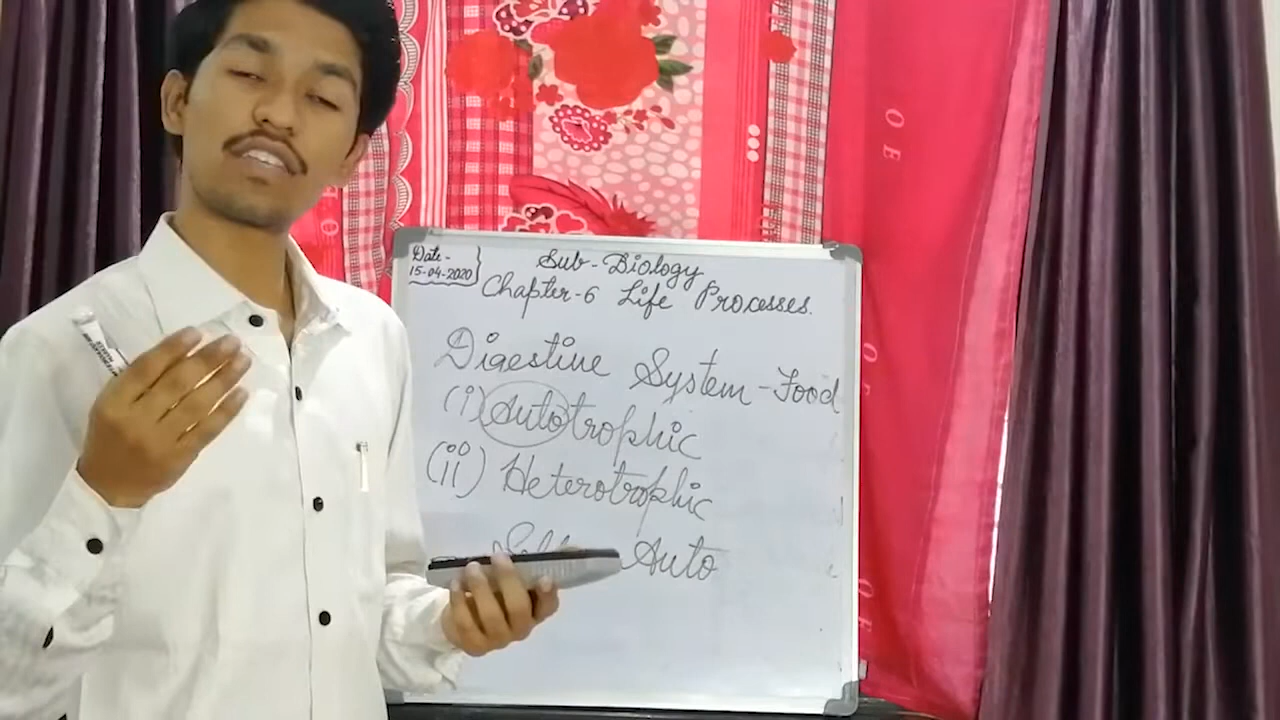 Date-
15-04-2020
Sub-Biology
Chapter-6 Life Processes.
Digestive System-Food
(i) Autotrophic
(ii) Heterotrophic
Auto